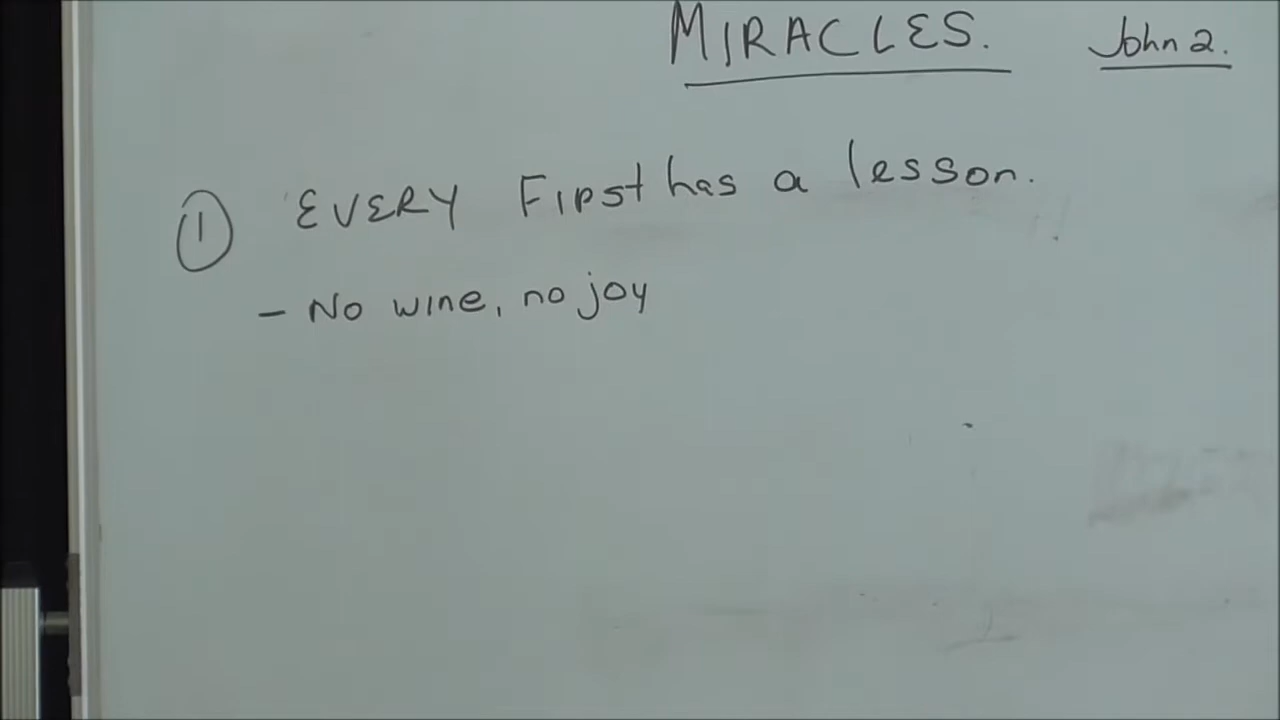 MIRACLES. John 2.
① EVERY First has a lesson.
- No wine, no joy